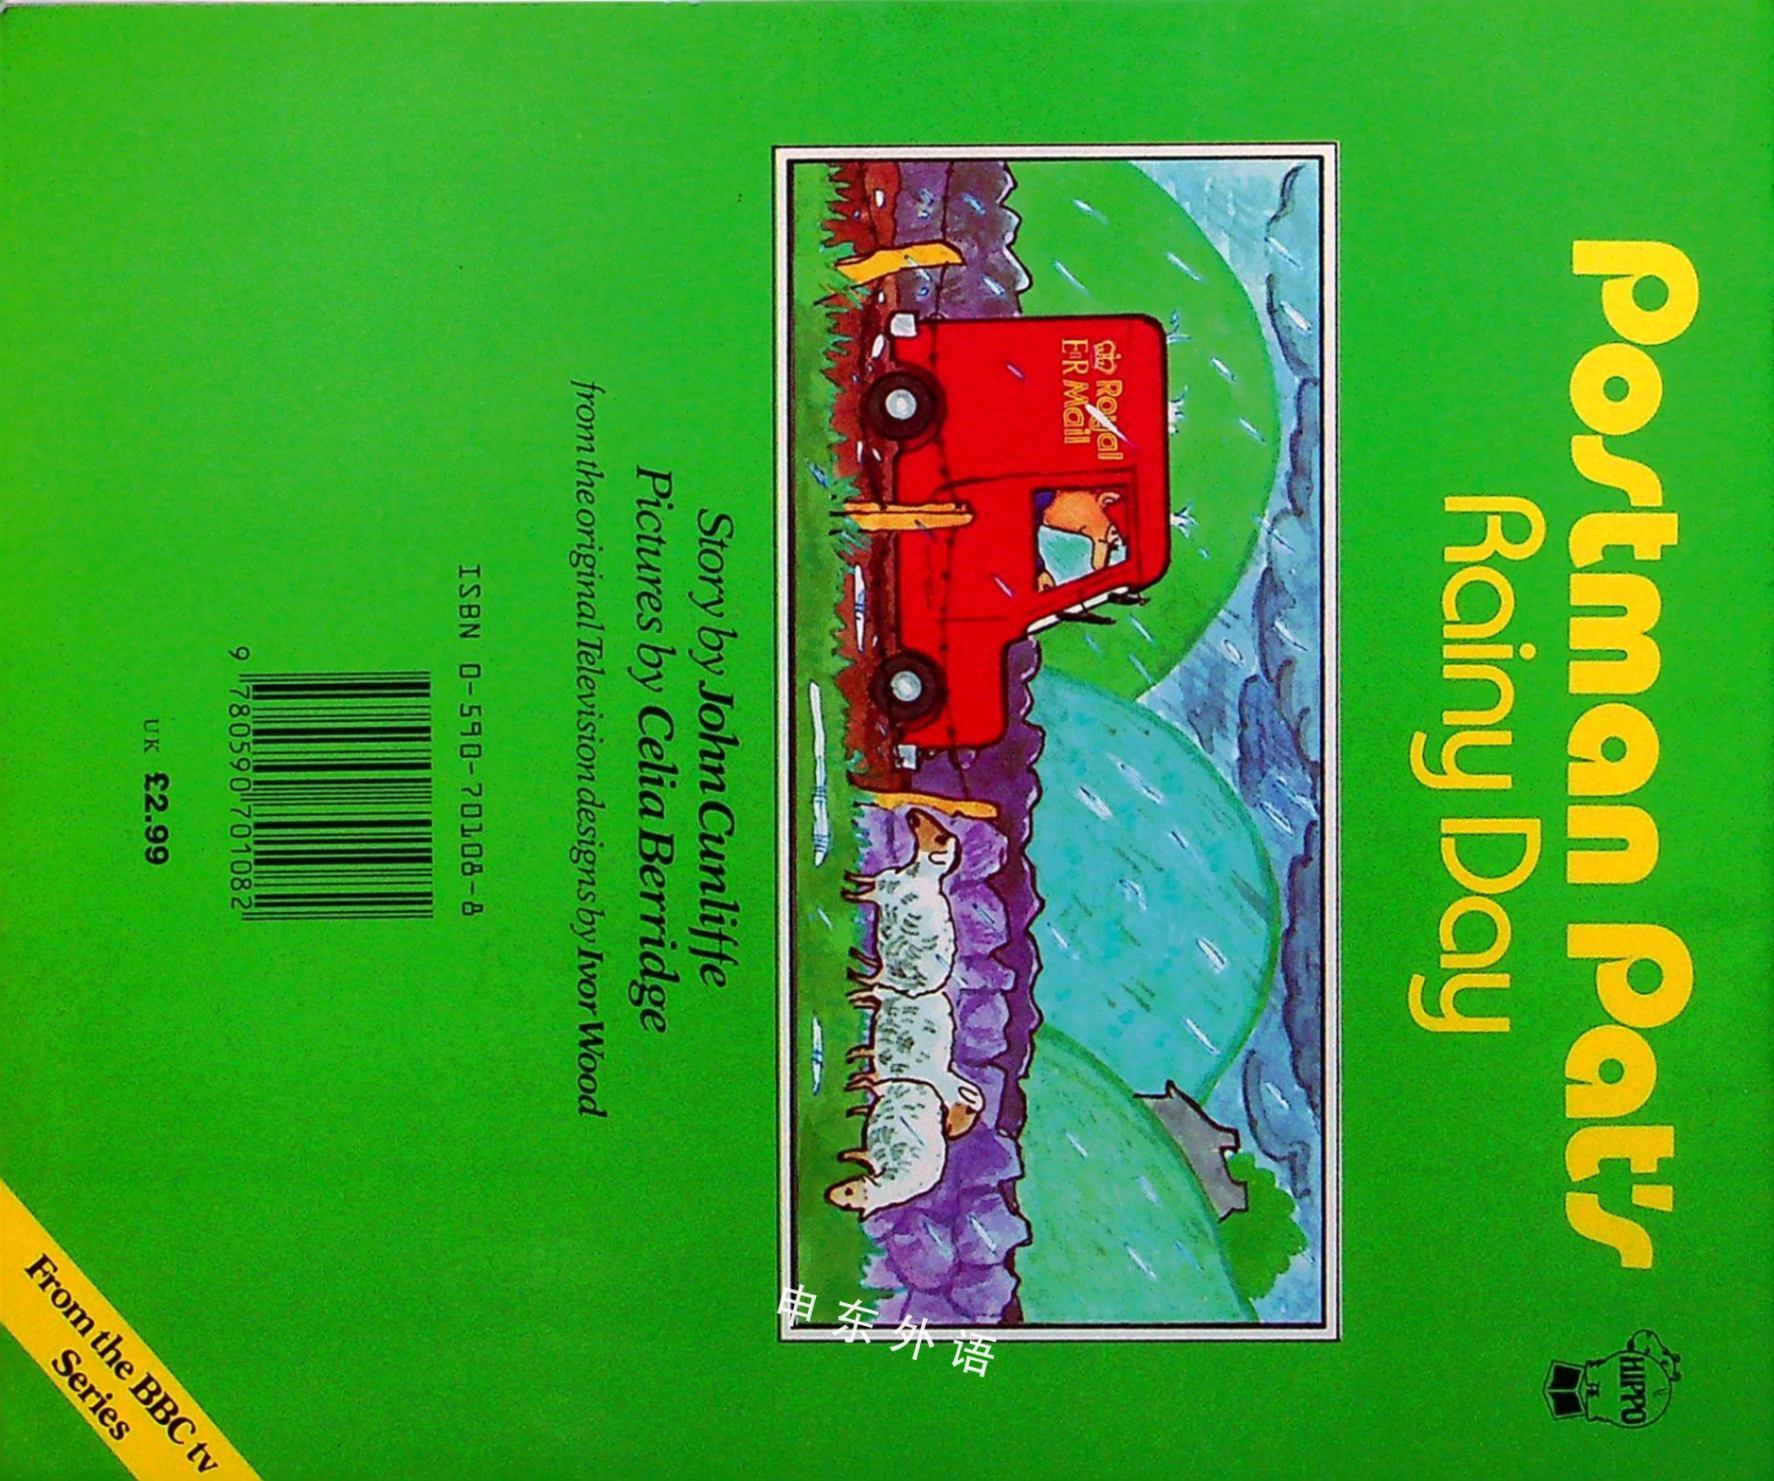 Postman Pat's
Rainy Day
HIPPO
Royal
E II R Mail
Story by John Cunliffe
Pictures by Celia Berridge
from the original Television designs by Ivor Wood
ISBN 0-590-70108-8
9 780590 701082
UK £2.99
From the BBC tv
Series
申东外语